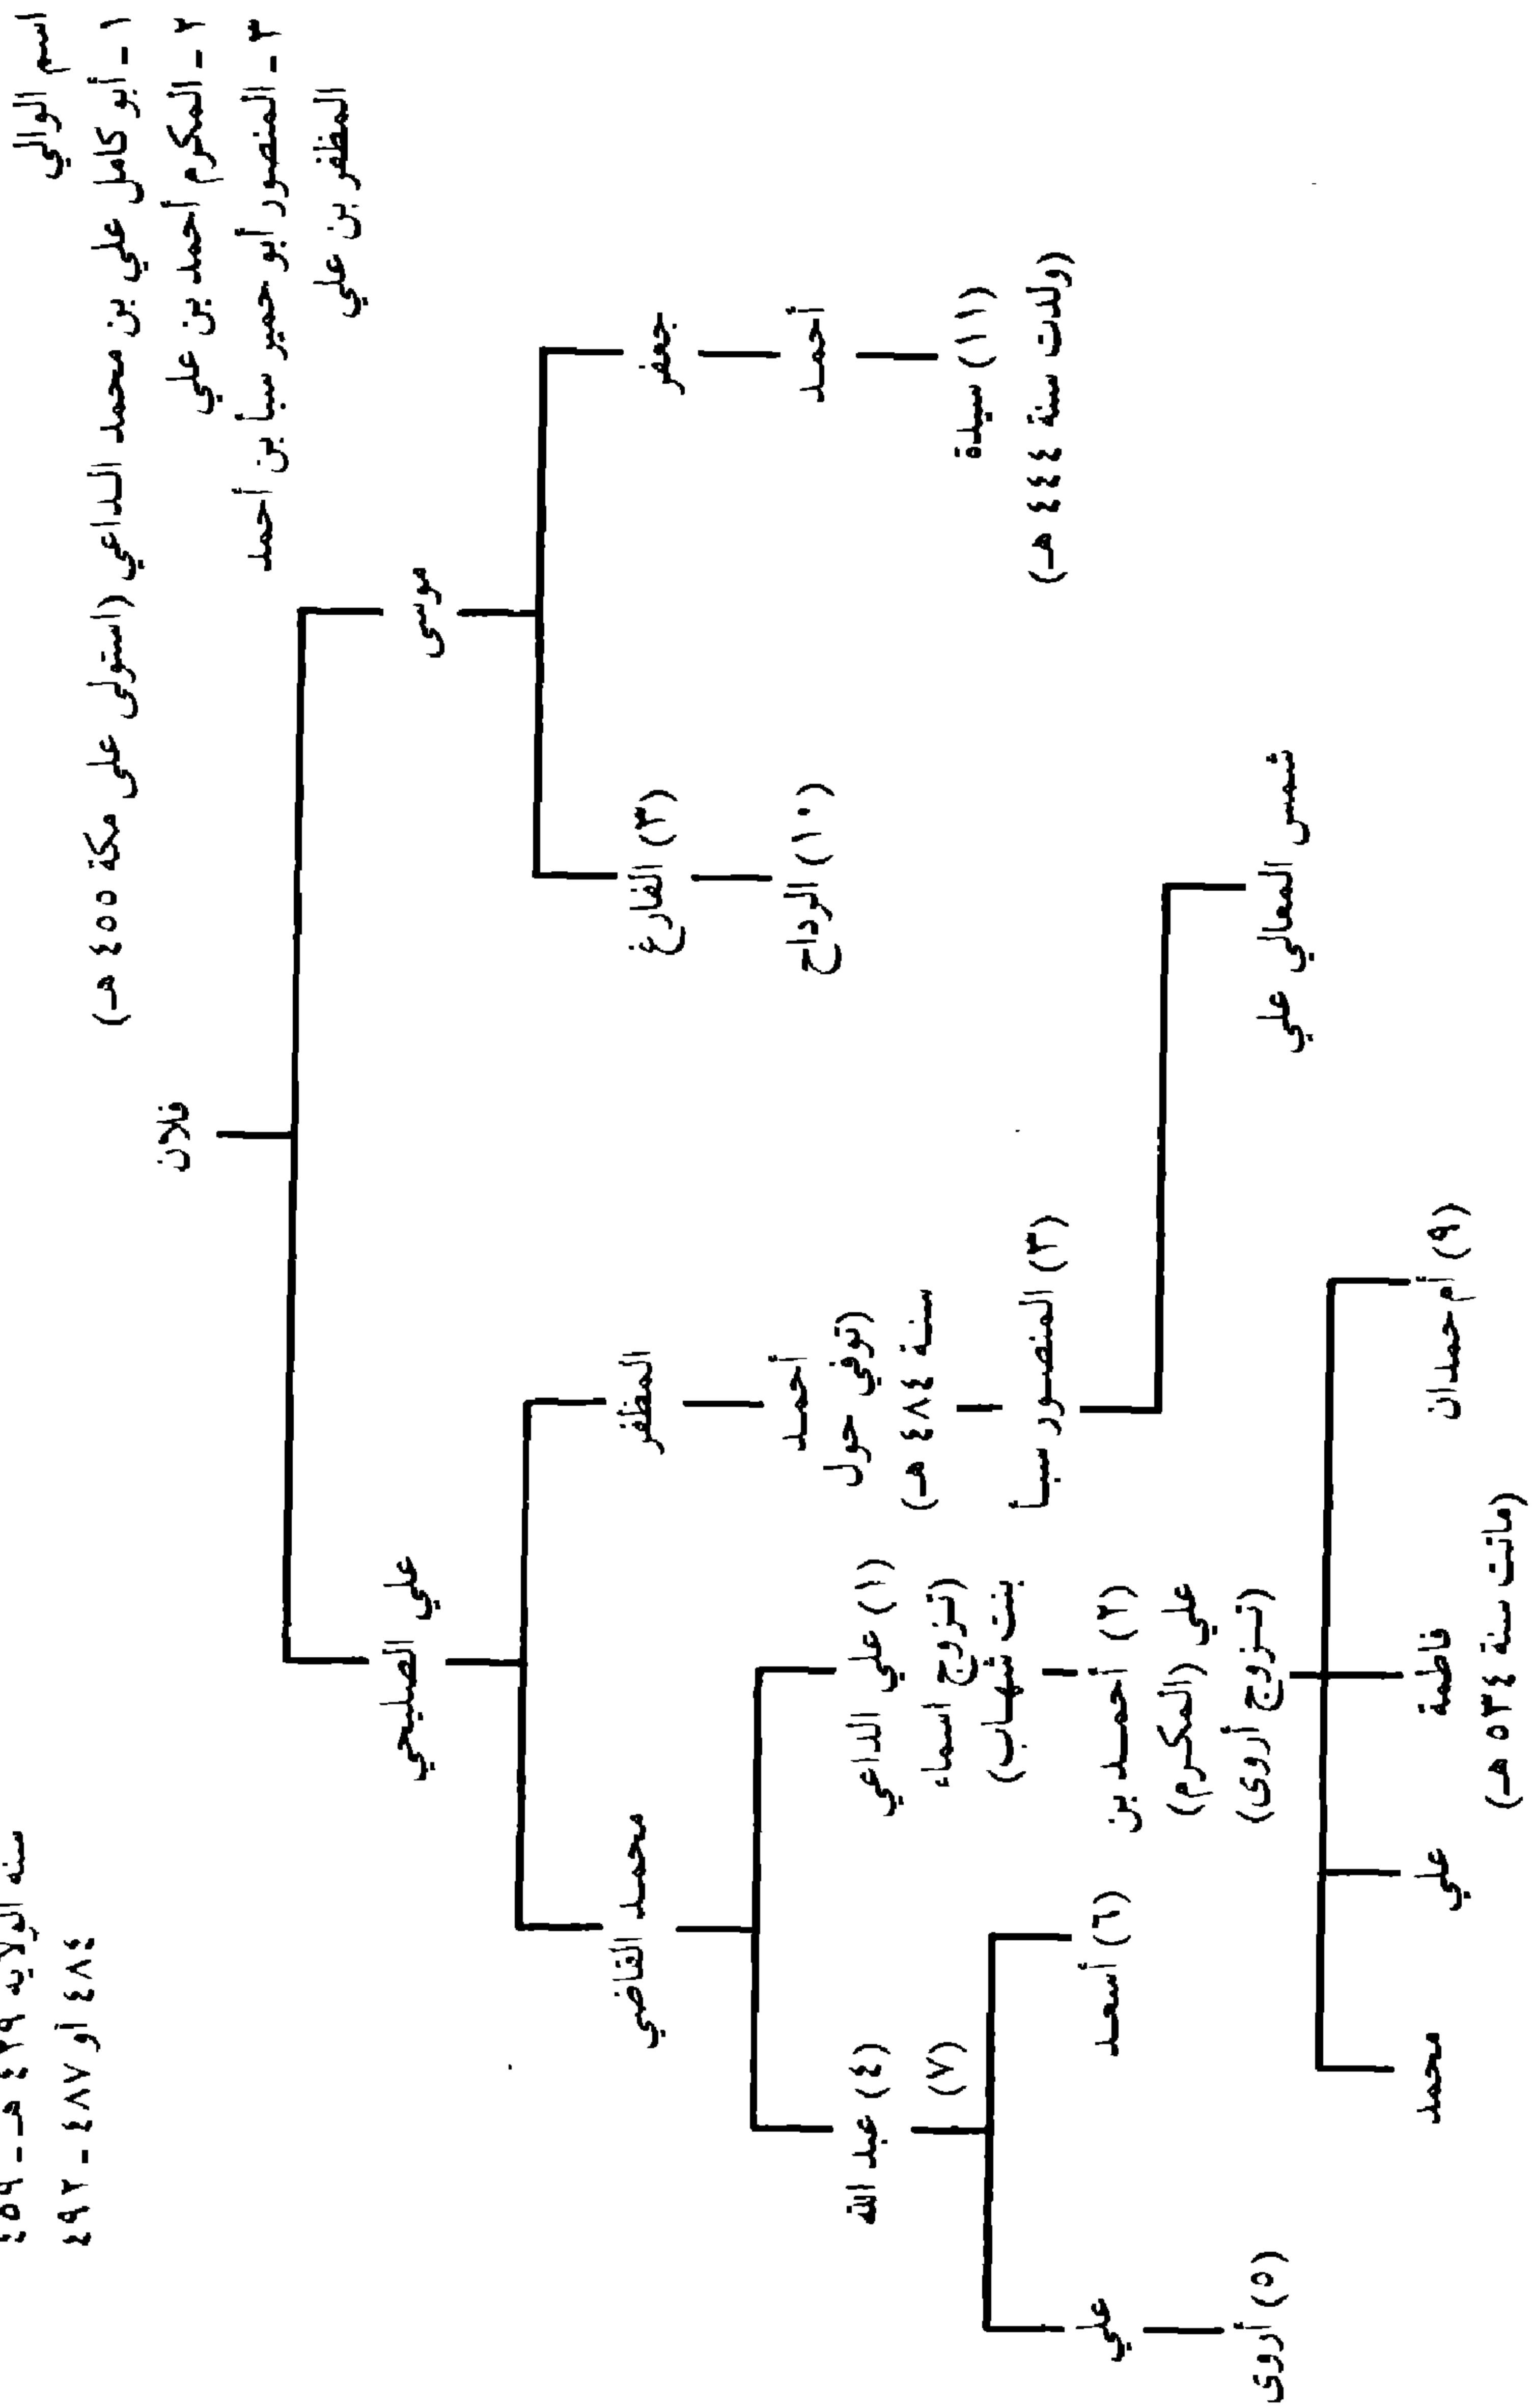 اسم الوالي
١ - أبو كامل علي بن محمد الداعي (استولى على مكة ٤٥٥ هـ)
٢ - المكرم أحمد بن علي
٣ - المنصور أبو حمير سبأ بن أحمد
المظفر بن علي
سنة الولاية ٤٢٩ هـ - ٤٥٩
٤٨٤ أو ٤٨٧ - ٤٩٢
فلان
علي الصليحي
موسى
محمد القاضي
المظفر
الفارغ (٣)
جعفر
عبد الله (٤)
(٧)
علي الداعي (١)
(تزوج اسماء
بنت شهاب)
أحمد
(توفي حول
سنة ٤٨٤ هـ)
الرداح (١٠)
أحمد
سيدة (١١)
(ولدت سنة ٤٤٤ هـ)
علي
أسعد (٦)
أحمد بن (٢)
علي (المكرم)
(تزوج أروى)
المنصور سبأ (٣)
أروى (٥)
شمس المعالي علي
محمد
علي
فاطمة
(ماتت سنة ٥٣٤ هـ)
أم حمدان (٩)